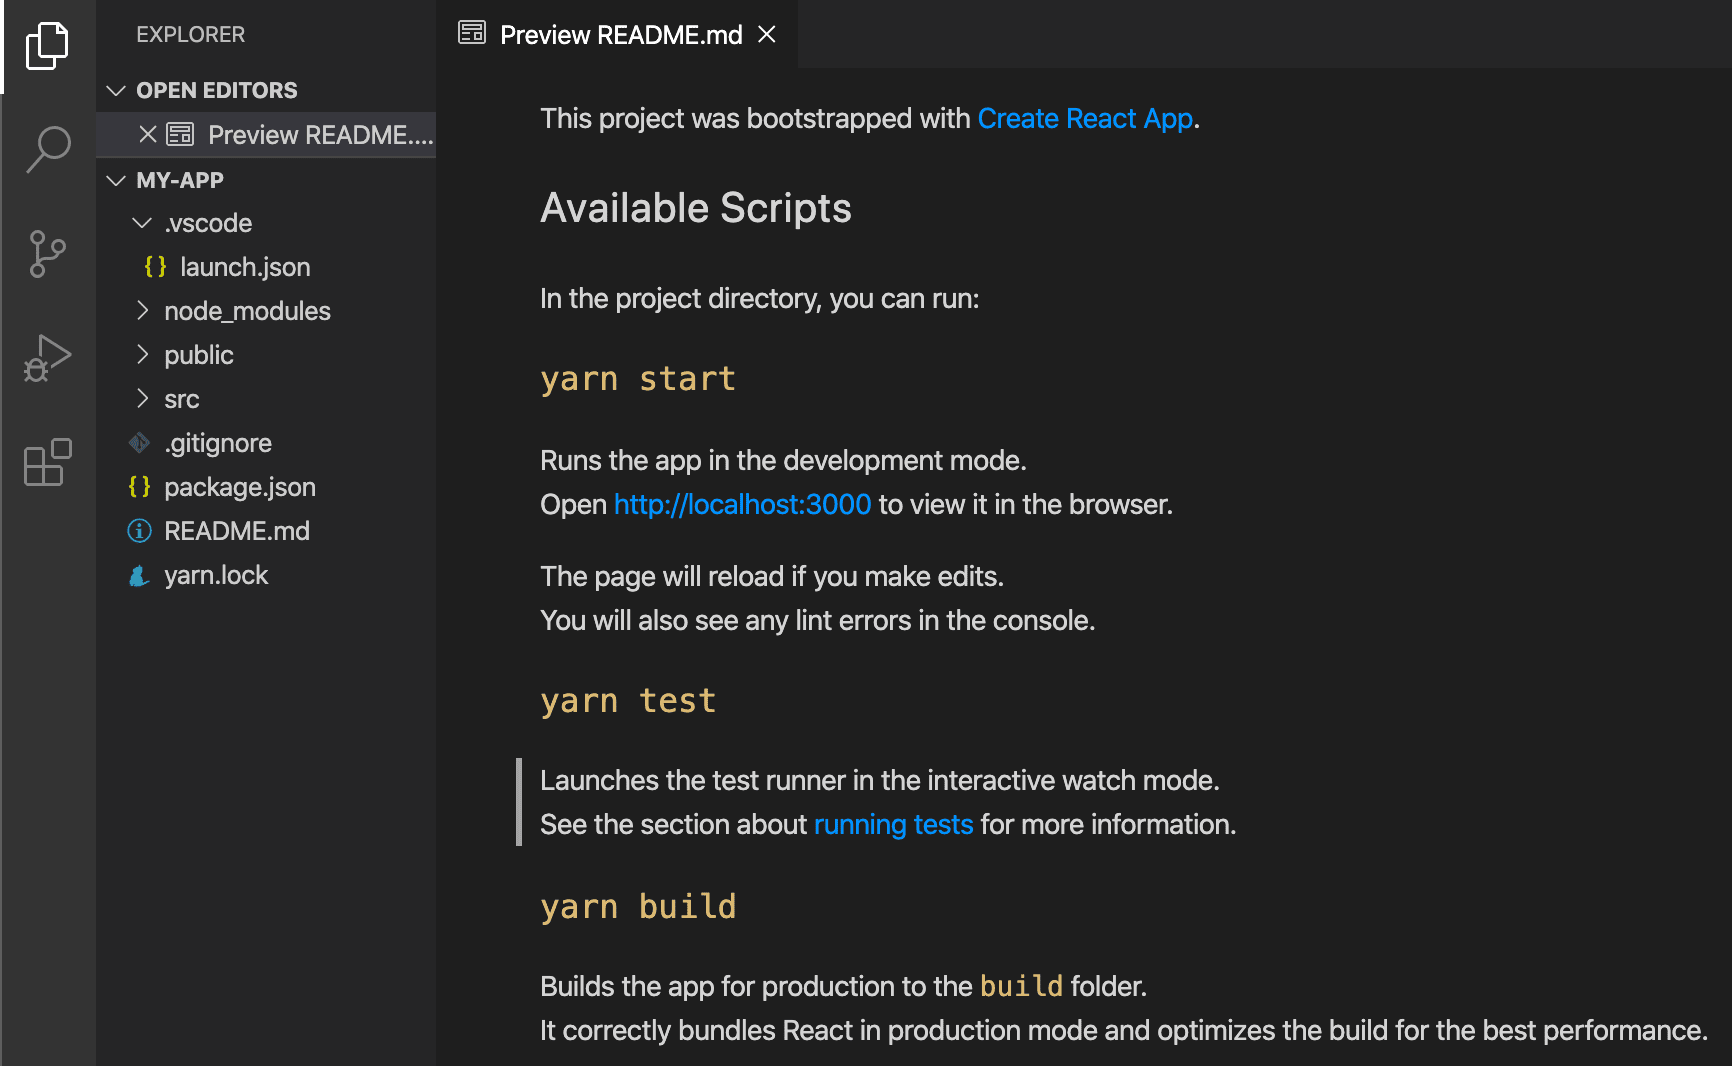 EXPLORER
OPEN EDITORS
Preview README....
MY-APP
.vscode
{} launch.json
node_modules
public
src
.gitignore
{} package.json
README.md
yarn.lock
Preview README.md
This project was bootstrapped with Create React App.
Available Scripts
In the project directory, you can run:
yarn start
Runs the app in the development mode.
Open http://localhost:3000 to view it in the browser.
The page will reload if you make edits.
You will also see any lint errors in the console.
yarn test
Launches the test runner in the interactive watch mode.
See the section about running tests for more information.
yarn build
Builds the app for production to the build folder.
It correctly bundles React in production mode and optimizes the build for the best performance.